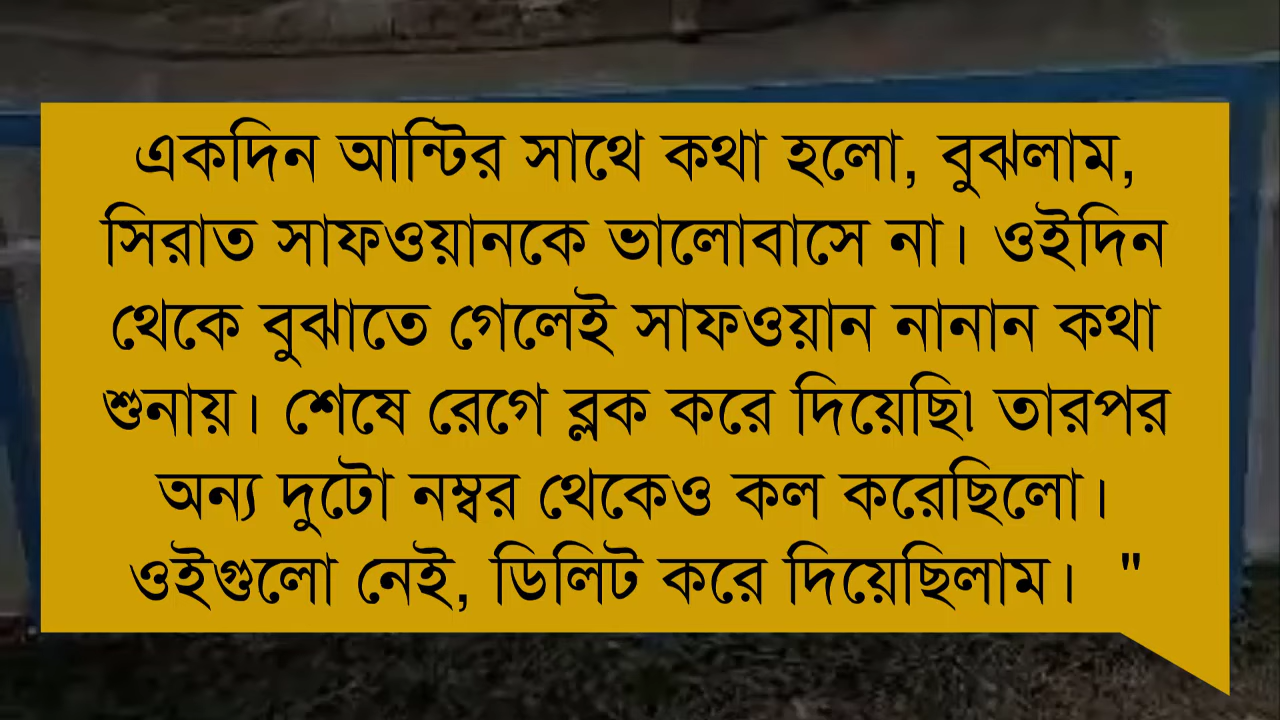 একদিন আন্টির সাথে কথা হলো, বুঝলাম,
সিরাত সাফওয়ানকে ভালোবাসে না। ওইদিন
থেকে বুঝাতে গেলেই সাফওয়ান নানান কথা
শুনায়। শেষে রেগে ব্লক করে দিয়েছি৷ তারপর
অন্য দুটো নম্বর থেকেও কল করেছিলো।
ওইগুলো নেই, ডিলিট করে দিয়েছিলাম। "